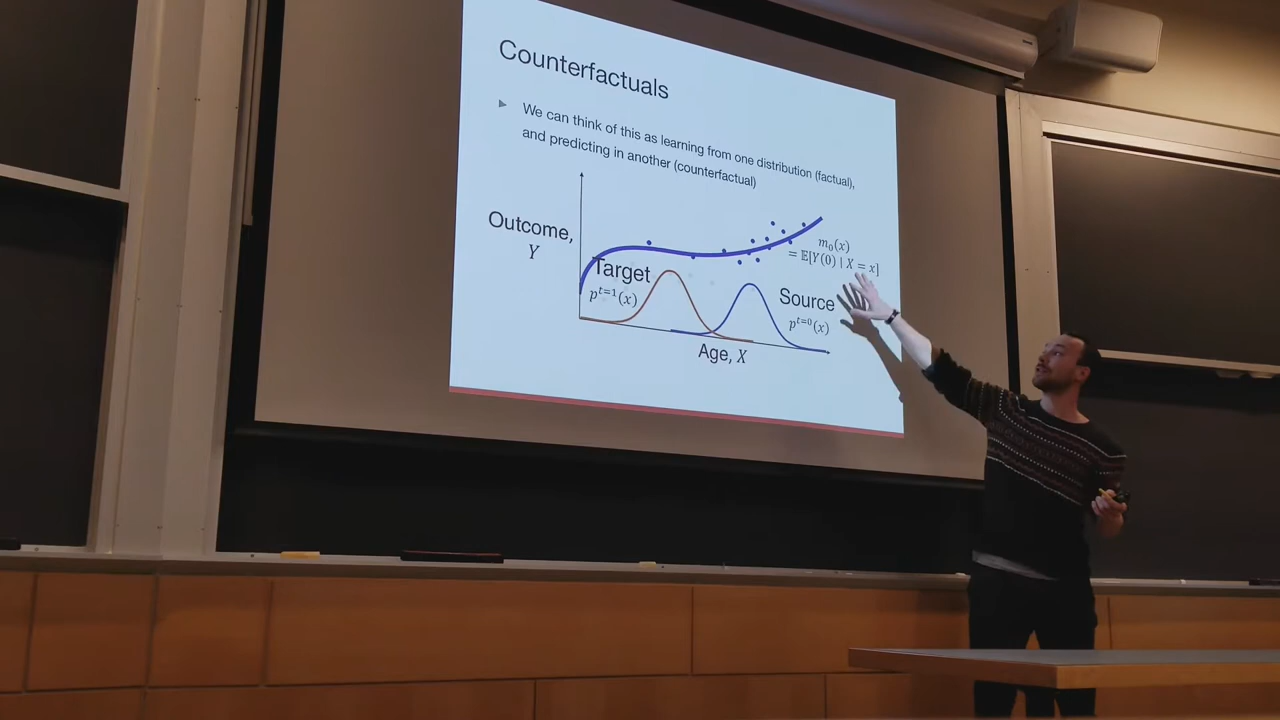 Counterfactuals
We can think of this as learning from one distribution (factual),
and predicting in another (counterfactual)
Outcome,
Y
m₀(x)
= 𝔼[Y(0) | X = x]
Target
pᵗ⁼¹(x)
Source
pᵗ⁼⁰(x)
Age, X